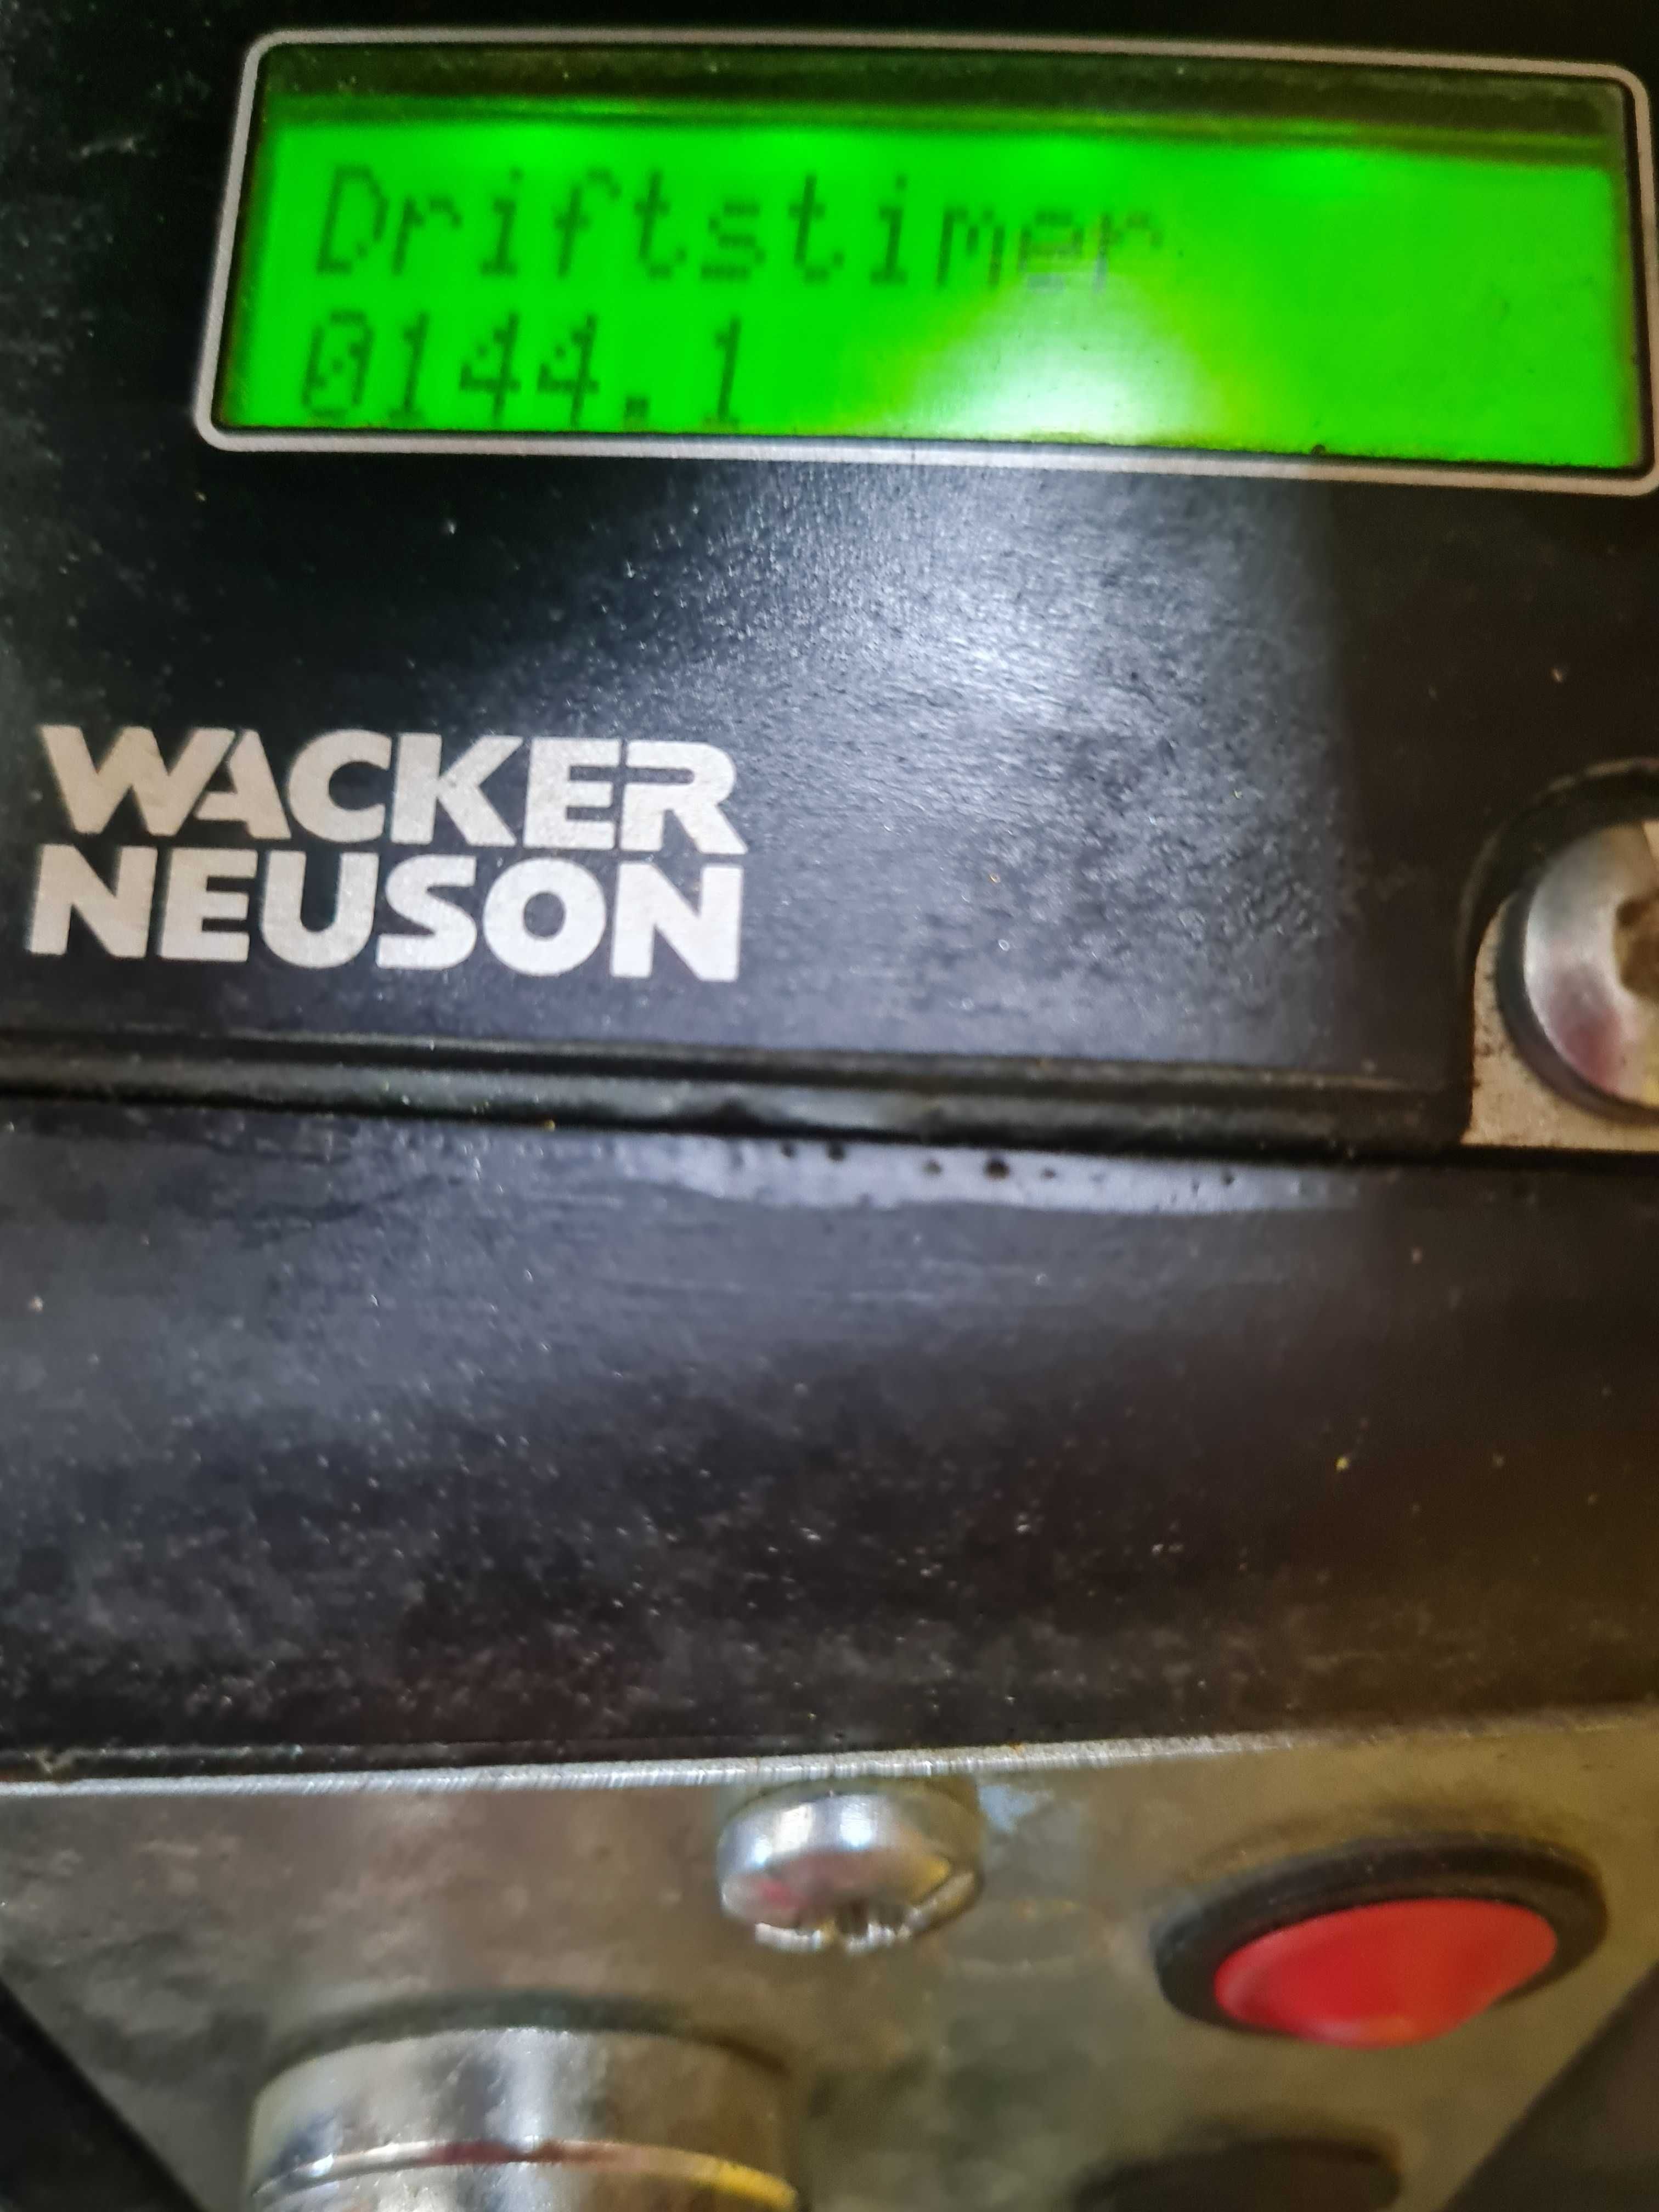 Driftstimer
0144.1
WACKER
NEUSON